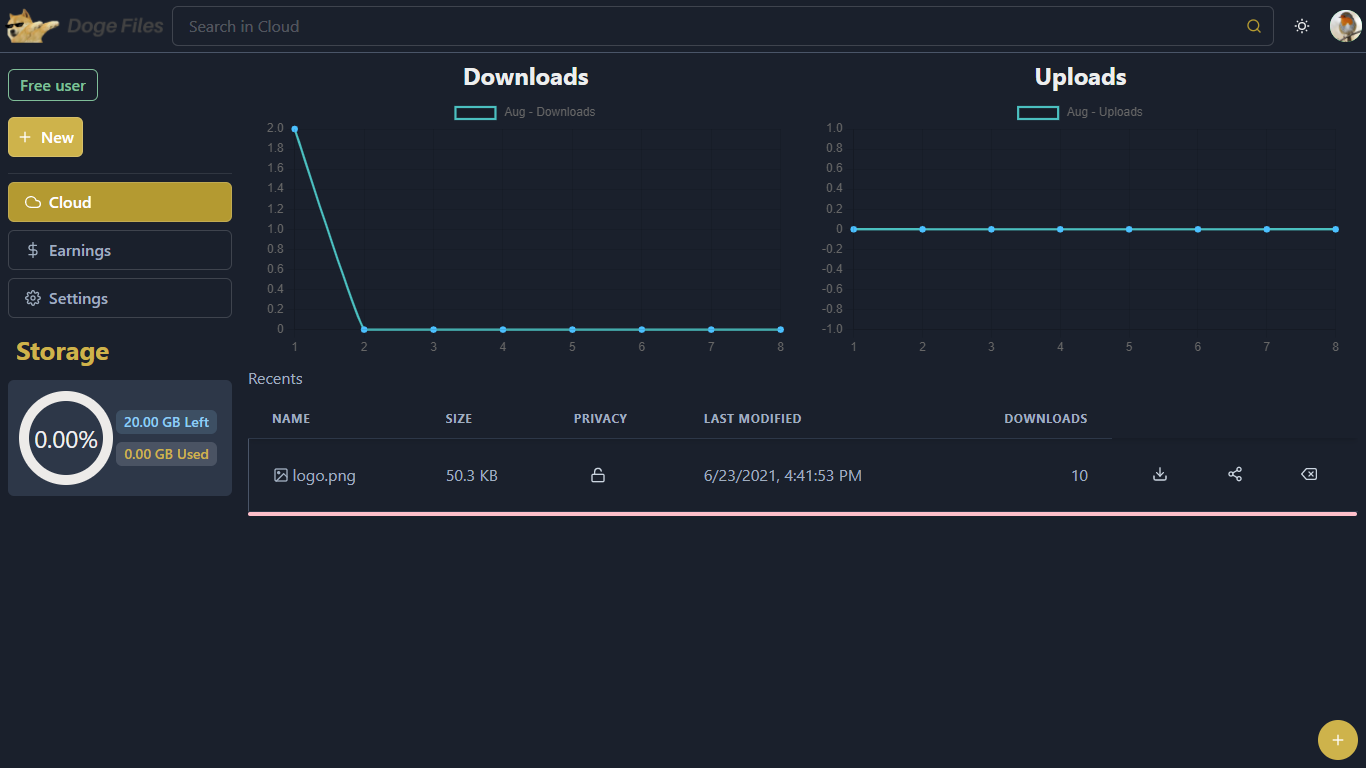 Doge Files
Search in Cloud
Free user
+ New
Cloud
Earnings
Settings
Storage
0.00%
20.00 GB Left
0.00 GB Used
Downloads
Aug - Downloads
2.0
1.8
1.6
1.4
1.2
1.0
0.8
0.6
0.4
0.2
0
1 2 3 4 5 6 7 8
Uploads
Aug - Uploads
1.0
0.8
0.6
0.4
0.2
0
-0.2
-0.4
-0.6
-0.8
-1.0
1 2 3 4 5 6 7 8
Recents
NAME SIZE PRIVACY LAST MODIFIED DOWNLOADS
logo.png 50.3 KB 6/23/2021, 4:41:53 PM 10
+